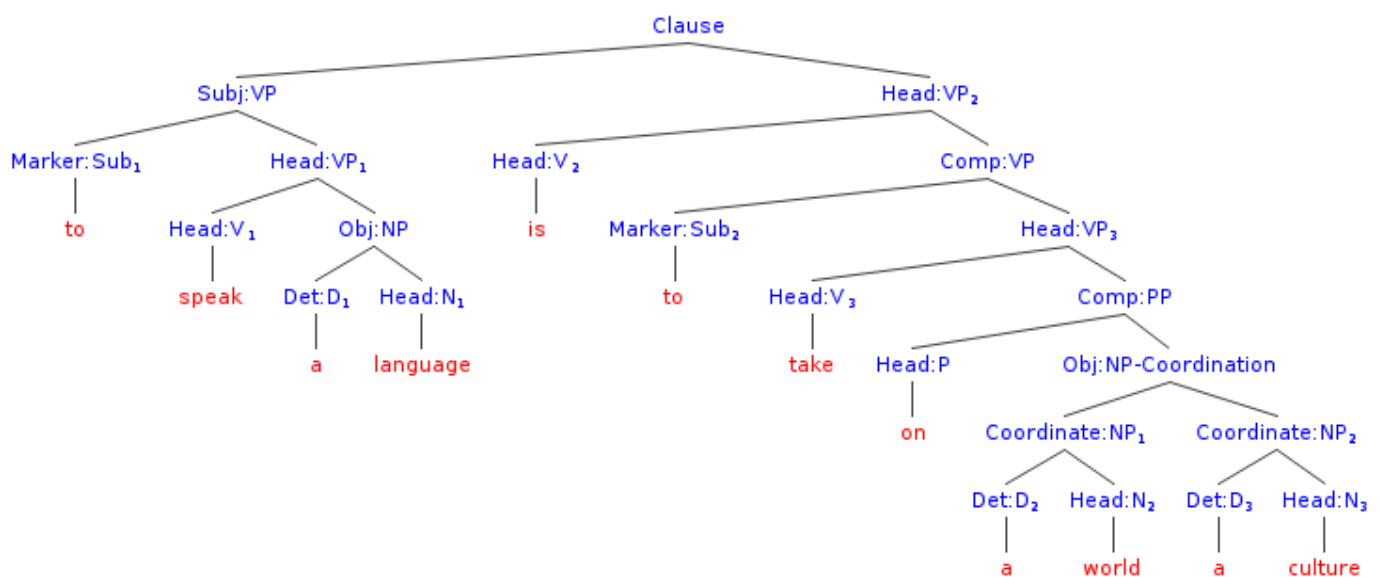 Clause
Subj:VP Head:VP₂
Marker:Sub₁ Head:VP₁ Head:V₂ Comp:VP
to Head:V₁ Obj:NP is Marker:Sub₂ Head:VP₃
speak Det:D₁ Head:N₁ to Head:V₃ Comp:PP
a language take Head:P Obj:NP-Coordination
on Coordinate:NP₁ Coordinate:NP₂
Det:D₂ Head:N₂ Det:D₃ Head:N₃
a world a culture